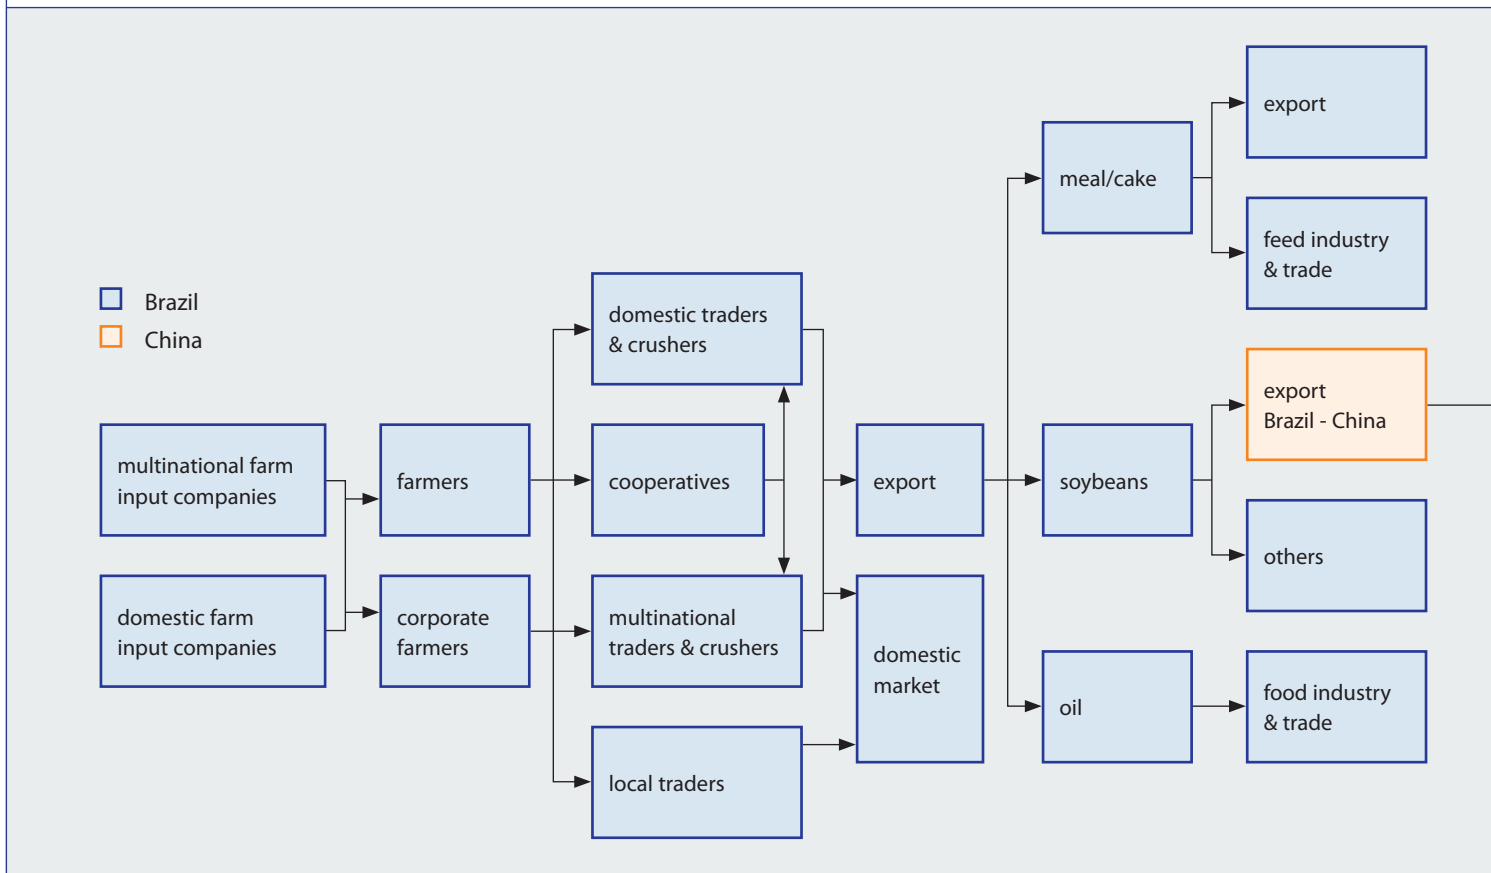 Brazil
China
multinational farm
input companies
domestic farm
input companies
farmers
corporate
farmers
domestic traders
& crushers
cooperatives
multinational
traders & crushers
local traders
export
domestic
market
meal/cake
soybeans
oil
export
feed industry
& trade
export
Brazil - China
others
food industry
& trade